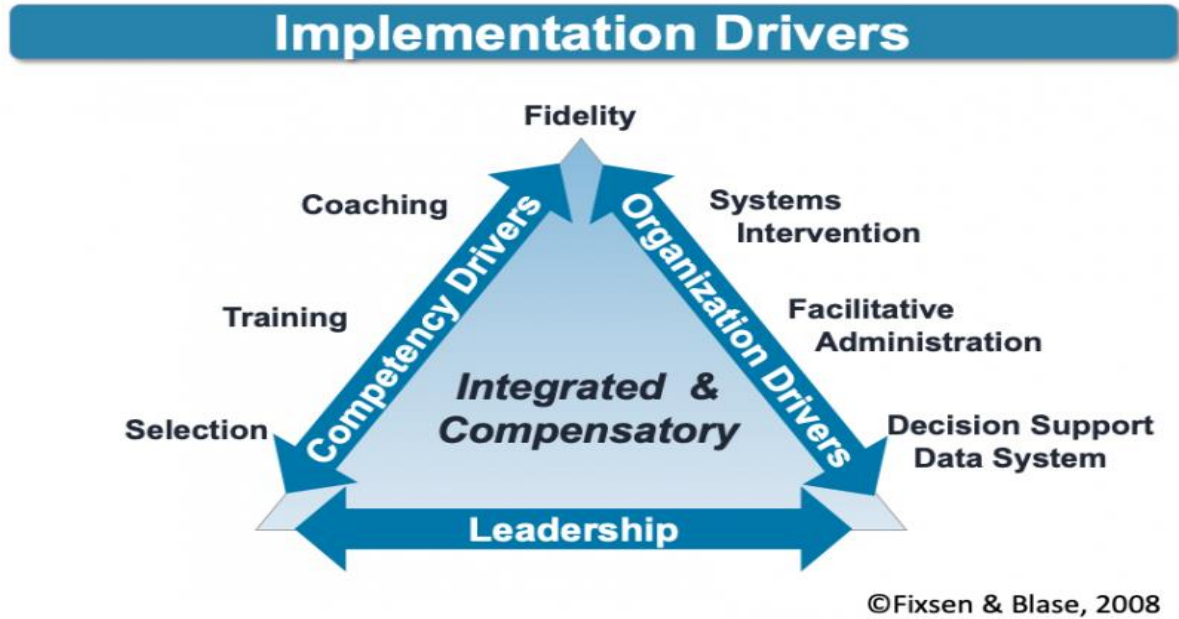 Implementation Drivers
Fidelity
Coaching
Training
Selection
Competency Drivers
Organization Drivers
Systems
Intervention
Facilitative
Administration
Decision Support
Data System
Integrated &
Compensatory
Leadership
©Fixsen & Blase, 2008